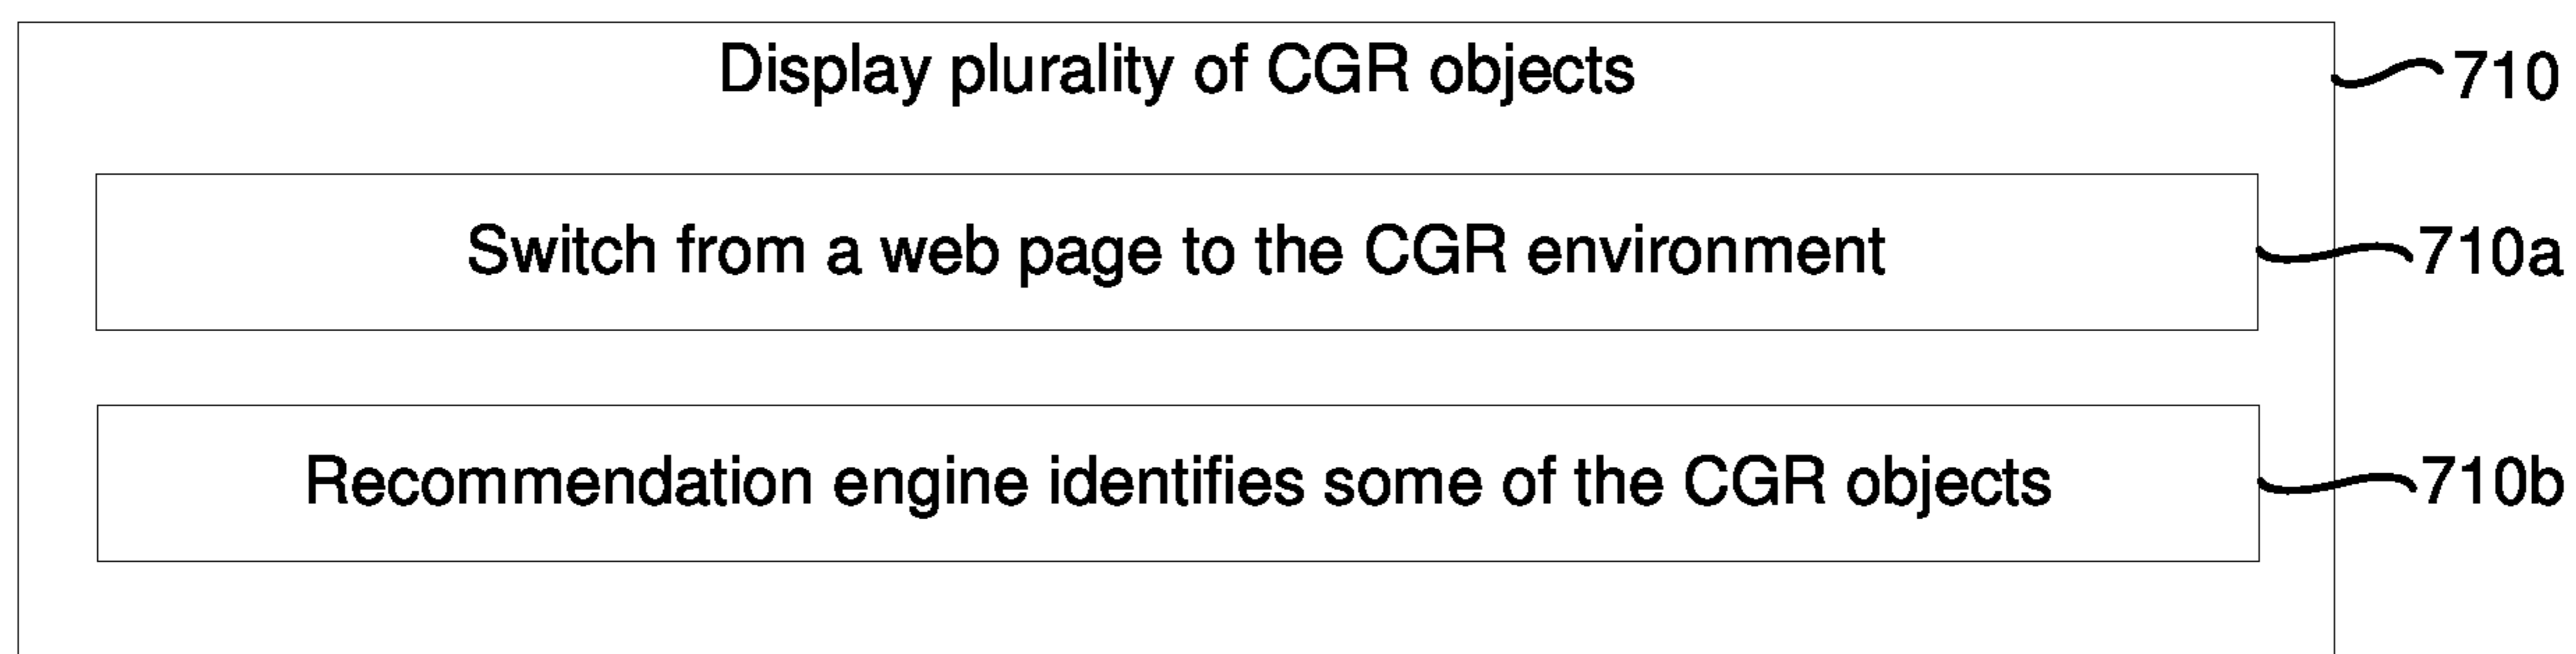 Display plurality of CGR objects 710
Switch from a web page to the CGR environment 710a
Recommendation engine identifies some of the CGR objects 710b